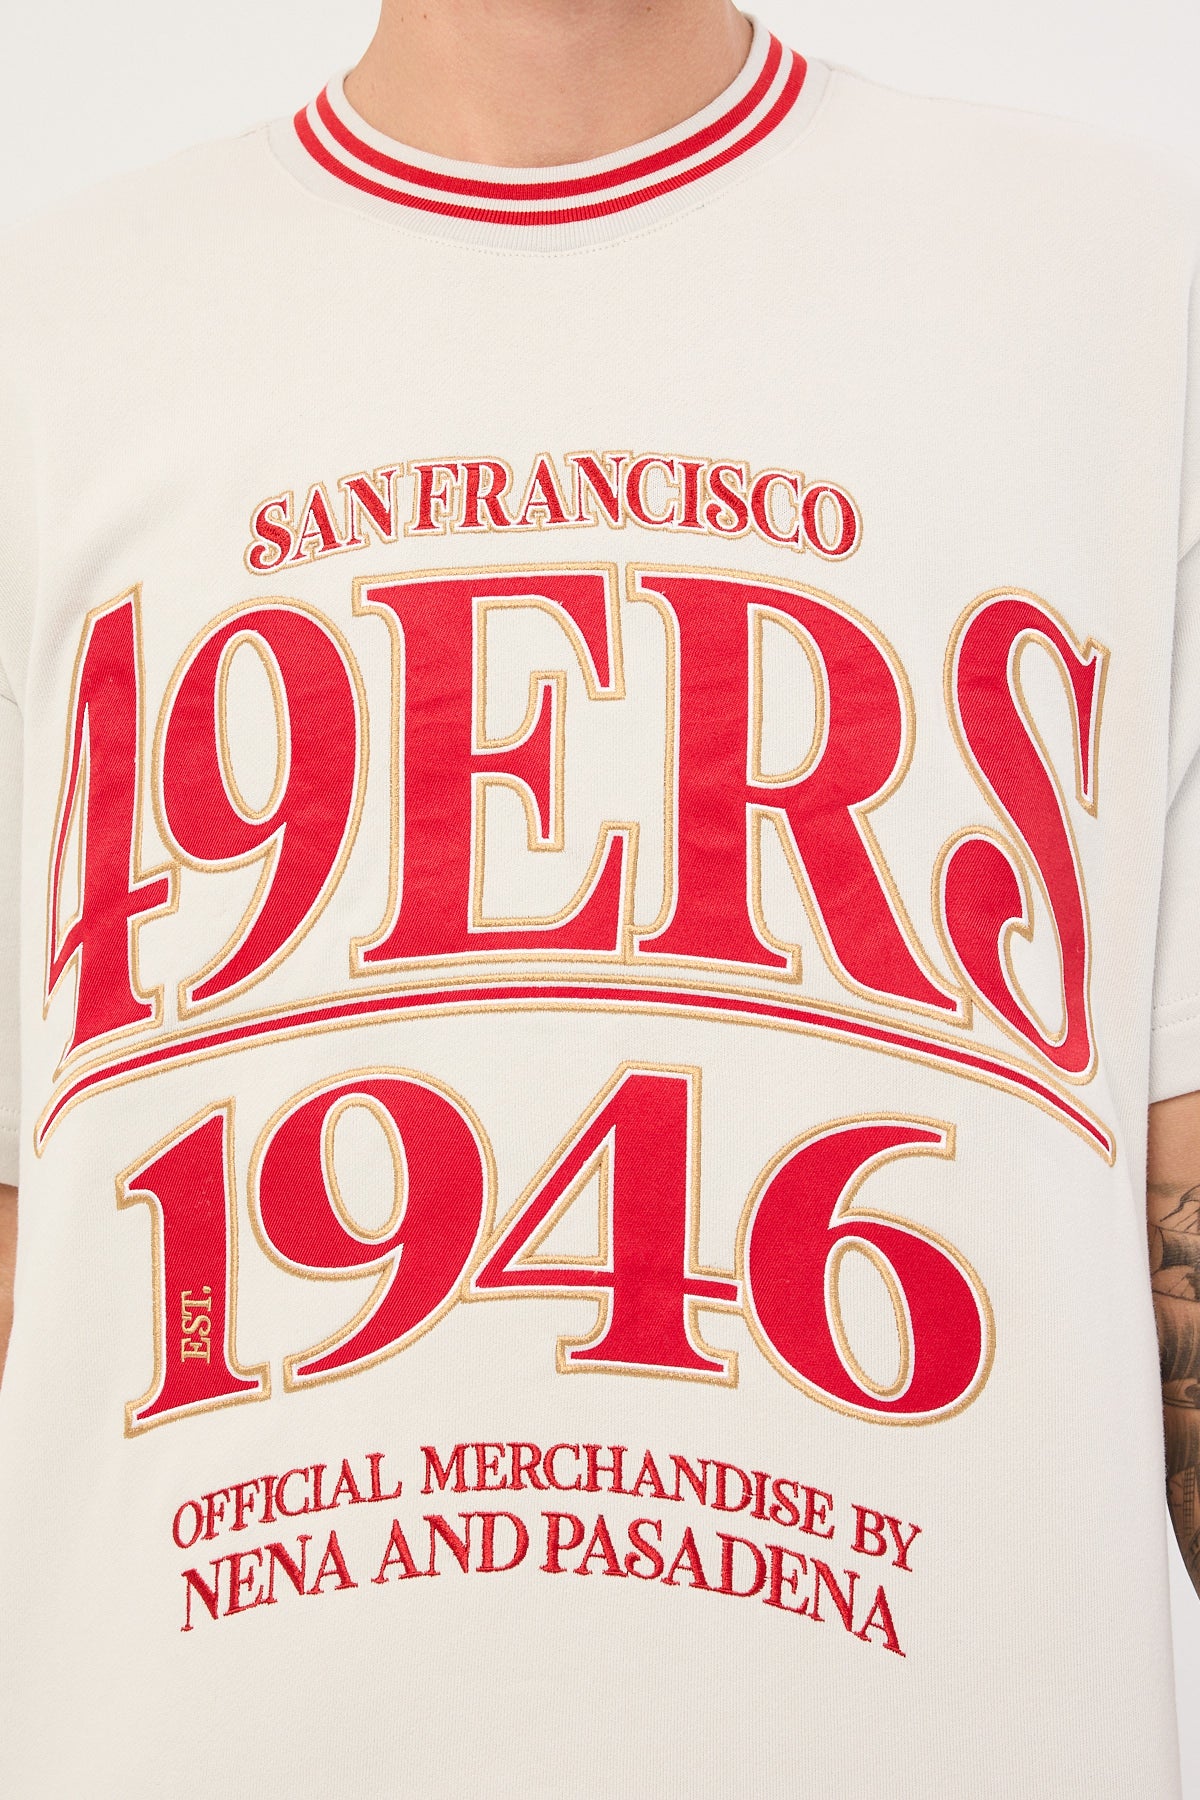 SAN FRANCISCO
49ERS
1946
EST.
OFFICIAL MERCHANDISE BY
NENA AND PASADENA